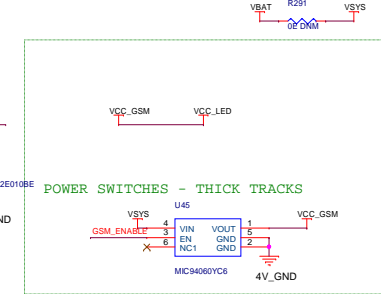 R291
VBAT
VSYS
0E DNM
VCC_GSM
VCC_LED
2E010BE
POWER SWITCHES - THICK TRACKS
ND
U45
VSYS
VCC_GSM
4
VIN
VOUT
1
GSM_ENABLE
3
EN
GND
5
6
NC1
GND
2
MIC94060YC6
4V_GND